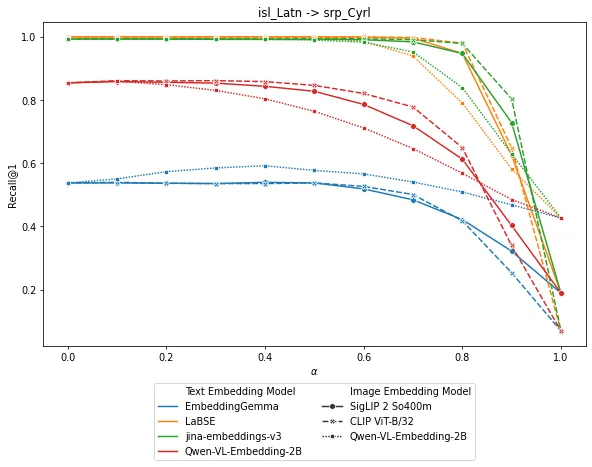 isl_Latn -> srp_Cyrl
Recall@1
1.0
0.8
0.6
0.4
0.2
0.0 0.2 0.4 0.6 0.8 1.0
α
Text Embedding Model
EmbeddingGemma
LaBSE
jina-embeddings-v3
Qwen-VL-Embedding-2B
Image Embedding Model
SigLIP 2 So400m
CLIP ViT-B/32
Qwen-VL-Embedding-2B